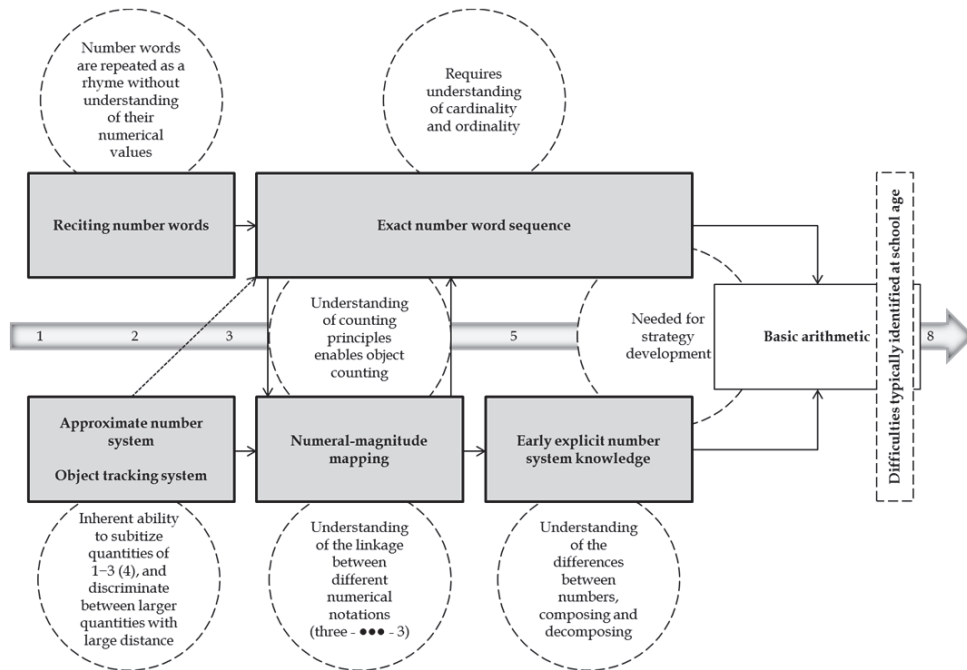 Number words
are repeated as a
rhyme without
understanding
of their
numerical
values
Requires
understanding
of cardinality
and ordinality
Reciting number words
Exact number word sequence
Understanding
of counting
principles
enables object
counting
Needed for
strategy
development
Basic arithmetic
Difficulties typically identified at school age
1
2
3
5
8
Approximate number
system
Object tracking system
Numeral-magnitude
mapping
Early explicit number
system knowledge
Inherent ability
to subitize
quantities of
1–3 (4), and
discriminate
between larger
quantities with
large distance
Understanding
of the linkage
between
different
numerical
notations
(three - ●●● - 3)
Understanding
of the
differences
between
numbers,
composing and
decomposing